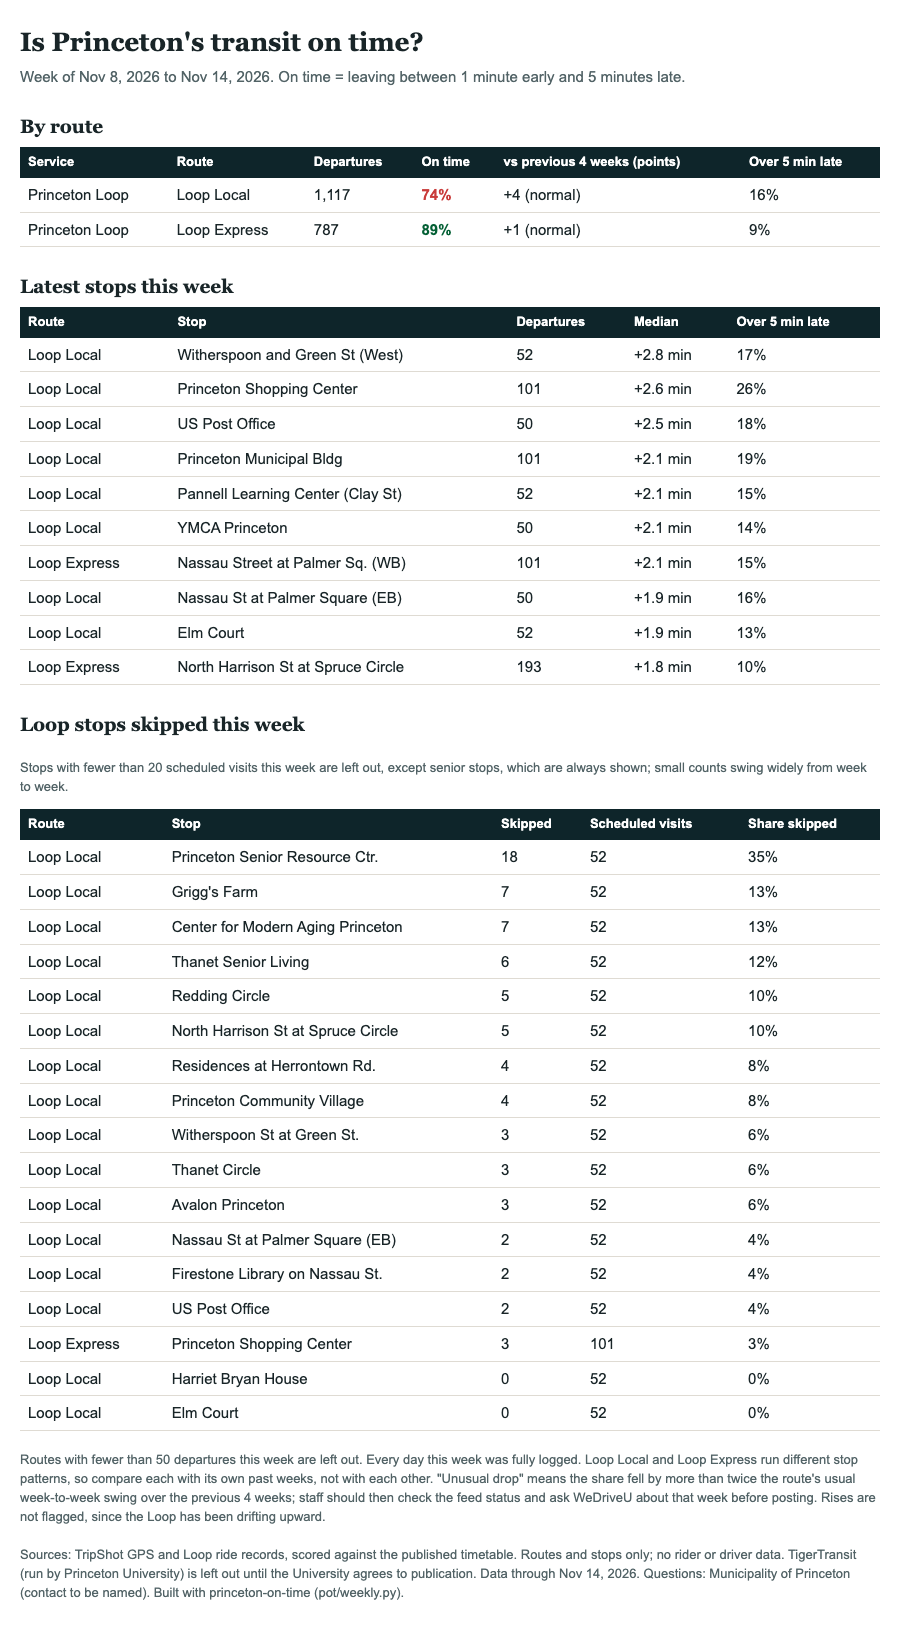 Is Princeton's transit on time?
Week of Nov 8, 2026 to Nov 14, 2026. On time = leaving between 1 minute early and 5 minutes late.
By route
Service Route Departures On time vs previous 4 weeks (points) Over 5 min late
Princeton Loop Loop Local 1,117 74% +4 (normal) 16%
Princeton Loop Loop Express 787 89% +1 (normal) 9%
Latest stops this week
Route Stop Departures Median Over 5 min late
Loop Local Witherspoon and Green St (West) 52 +2.8 min 17%
Loop Local Princeton Shopping Center 101 +2.6 min 26%
Loop Local US Post Office 50 +2.5 min 18%
Loop Local Princeton Municipal Bldg 101 +2.1 min 19%
Loop Local Pannell Learning Center (Clay St) 52 +2.1 min 15%
Loop Local YMCA Princeton 50 +2.1 min 14%
Loop Express Nassau Street at Palmer Sq. (WB) 101 +2.1 min 15%
Loop Local Nassau St at Palmer Square (EB) 50 +1.9 min 16%
Loop Local Elm Court 52 +1.9 min 13%
Loop Express North Harrison St at Spruce Circle 193 +1.8 min 10%
Loop stops skipped this week
Stops with fewer than 20 scheduled visits this week are left out, except senior stops, which are always shown; small counts swing widely from week
to week.
Route Stop Skipped Scheduled visits Share skipped
Loop Local Princeton Senior Resource Ctr. 18 52 35%
Loop Local Grigg's Farm 7 52 13%
Loop Local Center for Modern Aging Princeton 7 52 13%
Loop Local Thanet Senior Living 6 52 12%
Loop Local Redding Circle 5 52 10%
Loop Local North Harrison St at Spruce Circle 5 52 10%
Loop Local Residences at Herrontown Rd. 4 52 8%
Loop Local Princeton Community Village 4 52 8%
Loop Local Witherspoon St at Green St. 3 52 6%
Loop Local Thanet Circle 3 52 6%
Loop Local Avalon Princeton 3 52 6%
Loop Local Nassau St at Palmer Square (EB) 2 52 4%
Loop Local Firestone Library on Nassau St. 2 52 4%
Loop Local US Post Office 2 52 4%
Loop Express Princeton Shopping Center 3 101 3%
Loop Local Harriet Bryan House 0 52 0%
Loop Local Elm Court 0 52 0%
Routes with fewer than 50 departures this week are left out. Every day this week was fully logged. Loop Local and Loop Express run different stop
patterns, so compare each with its own past weeks, not with each other. "Unusual drop" means the share fell by more than twice the route's usual
week-to-week swing over the previous 4 weeks; staff should then check the feed status and ask WeDriveU about that week before posting. Rises are
not flagged, since the Loop has been drifting upward.
Sources: TripShot GPS and Loop ride records, scored against the published timetable. Routes and stops only; no rider or driver data. TigerTransit
(run by Princeton University) is left out until the University agrees to publication. Data through Nov 14, 2026. Questions: Municipality of Princeton
(contact to be named). Built with princeton-on-time (pot/weekly.py).